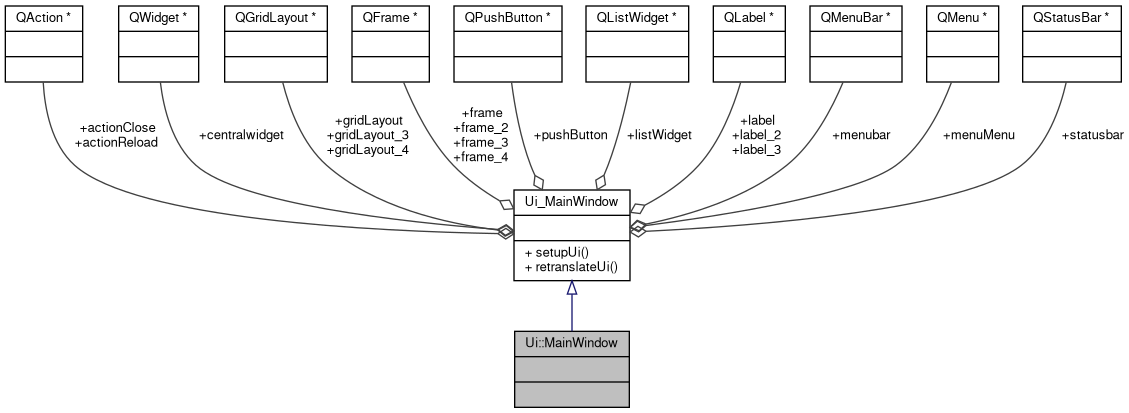 QAction *
QWidget *
QGridLayout *
QFrame *
QPushButton *
QListWidget *
QLabel *
QMenuBar *
QMenu *
QStatusBar *
+actionClose
+actionReload
+centralwidget
+gridLayout
+gridLayout_3
+gridLayout_4
+frame
+frame_2
+frame_3
+frame_4
+pushButton
+listWidget
+label
+label_2
+label_3
+menubar
+menuMenu
+statusbar
Ui_MainWindow
+ setupUi()
+ retranslateUi()
Ui::MainWindow